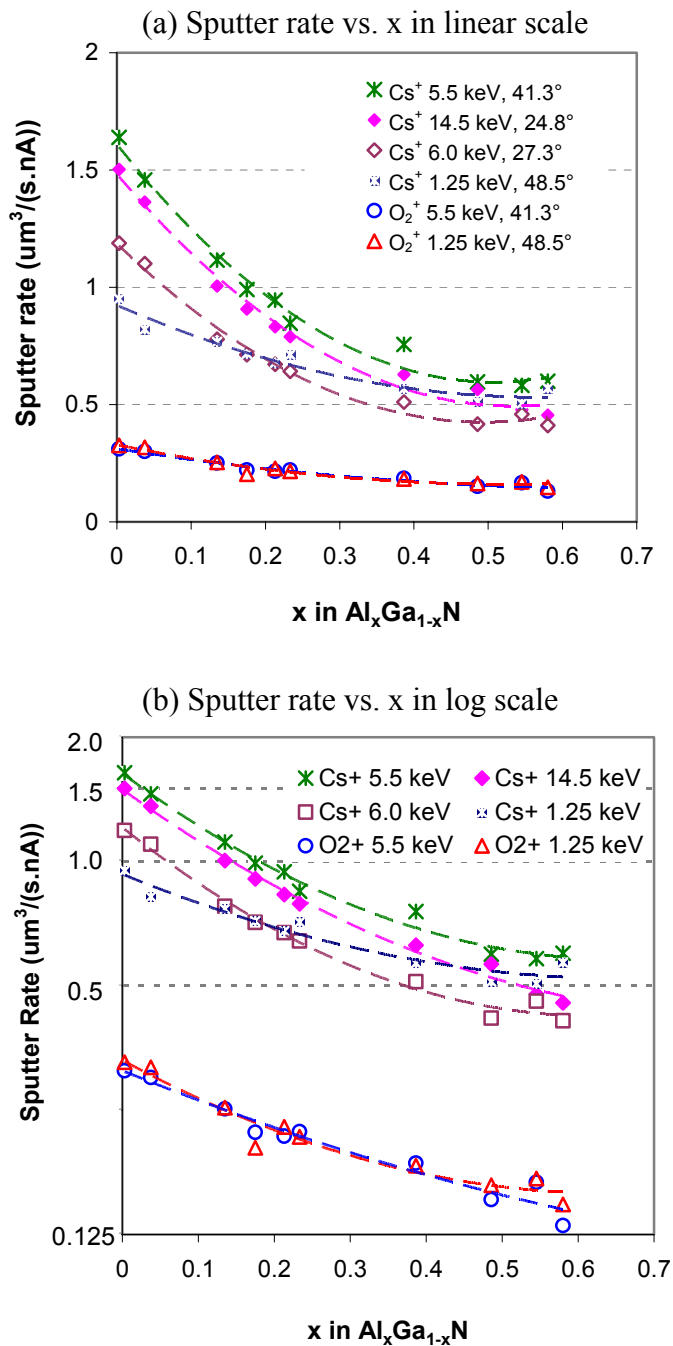 (a) Sputter rate vs. x in linear scale
2
1.5
1
0.5
0
Sputter rate (um³/(s.nA))
Cs⁺ 5.5 keV, 41.3°
Cs⁺ 14.5 keV, 24.8°
Cs⁺ 6.0 keV, 27.3°
Cs⁺ 1.25 keV, 48.5°
O₂⁺ 5.5 keV, 41.3°
O₂⁺ 1.25 keV, 48.5°
0 0.1 0.2 0.3 0.4 0.5 0.6 0.7
x in AlₓGa₁₋ₓN
(b) Sputter rate vs. x in log scale
2.0
1.5
1.0
0.5
0.125
Sputter Rate (um³/(s.nA))
Cs+ 5.5 keV Cs+ 14.5 keV
Cs+ 6.0 keV Cs+ 1.25 keV
O2+ 5.5 keV O2+ 1.25 keV
0 0.1 0.2 0.3 0.4 0.5 0.6 0.7
x in AlₓGa₁₋ₓN